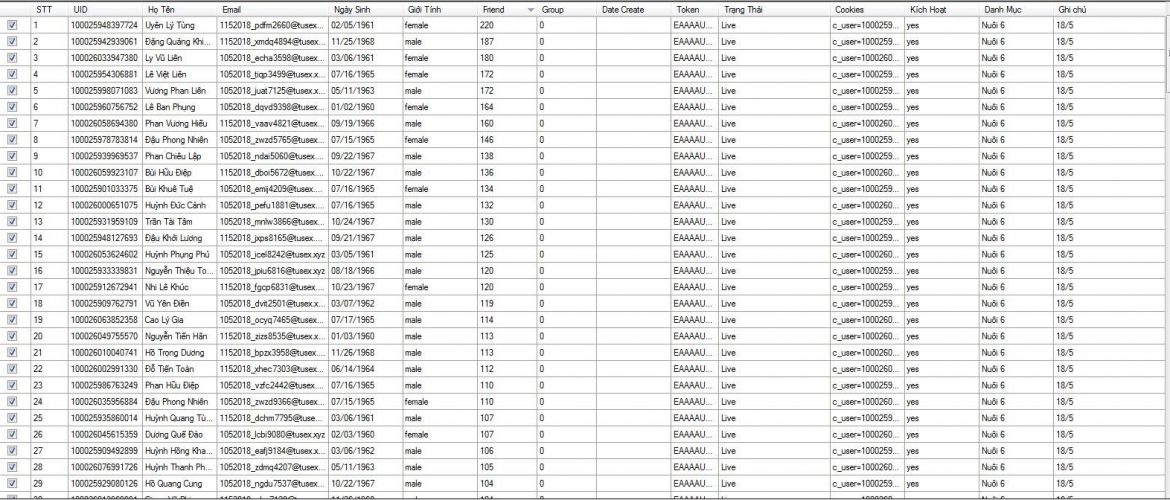 STT UID Họ Tên Email Ngày Sinh Giới Tính Friend Group Date Create Token Trạng Thái Cookies Kích Hoạt Danh Mục Ghi chú
1 100025948397724 Uyên Lý Tùng 1152018_pdfm2660@tusex.... 02/05/1961 female 220 0 EAAAAU... Live c_user=1000259... yes Nuôi 6 18/5
2 100025942939061 Đặng Quảng Khi... 1152018_xmdq4894@tusex... 11/25/1968 male 187 0 EAAAAU... Live c_user=1000259... yes Nuôi 6 18/5
3 100026033947380 Ly Vũ Liên 1152018_echa3598@tusex.... 03/06/1961 female 180 0 EAAAAU... Live c_user=1000260... yes Nuôi 6 18/5
4 100025954306881 Lê Việt Liên 1052018_tiqp3499@tusex.x... 07/16/1965 female 172 0 EAAAAU... Live c_user=1000259... yes Nuôi 6 18/5
5 100025998071083 Vương Phan Liên 1052018_juat7125@tusex.x... 05/11/1963 male 172 0 EAAAAU... Live c_user=1000259... yes Nuôi 6 18/5
6 100025960756752 Lê Ban Phụng 1052018_dqvd9398@tusex... 01/02/1960 female 164 0 EAAAAU... Live c_user=1000259... yes Nuôi 6 18/5
7 100026058694380 Phan Vương Hiếu 1052018_vaav4821@tusex... 09/19/1966 male 160 0 EAAAAU... Live c_user=1000260... yes Nuôi 6 18/5
8 100025978783814 Đậu Phong Nhiên 1052018_zwzd5765@tusex... 07/15/1965 female 146 0 EAAAAU... Live c_user=1000259... yes Nuôi 6 18/5
9 100025939969537 Phan Chiêu Lập 1052018_ndai5060@tusex.... 09/22/1967 male 138 0 EAAAAU... Live c_user=1000259... yes Nuôi 6 18/5
10 100026059923107 Bùi Hữu Điệp 1152018_dboi5672@tusex.... 10/22/1967 male 136 0 EAAAAU... Live c_user=1000260... yes Nuôi 6 18/5
11 100025901033375 Bùi Khuê Tuệ 1052018_emij4209@tusex.... 07/16/1965 female 134 0 EAAAAU... Live c_user=1000259... yes Nuôi 6 18/5
12 100026000651075 Huỳnh Đức Cảnh 1052018_pefu1881@tusex.... 07/16/1965 male 132 0 EAAAAU... Live c_user=1000260... yes Nuôi 6 18/5
13 100025931959109 Trần Tài Tâm 1052018_mnlw3866@tusex... 10/24/1967 male 130 0 EAAAAU... Live c_user=1000259... yes Nuôi 6 18/5
14 100025948127693 Đậu Khởi Lương 1052018_jxps8165@tusex.... 09/21/1967 male 126 0 EAAAAU... Live c_user=1000259... yes Nuôi 6 18/5
15 100026053624602 Huỳnh Phụng Phú 1052018_icel8242@tusex.xyz 03/05/1961 male 125 0 EAAAAU... Live c_user=1000260... yes Nuôi 6 18/5
16 100025933339831 Nguyễn Thiệu To... 1052018_jpiu6816@tusex.xyz 08/18/1966 male 120 0 EAAAAU... Live c_user=1000259... yes Nuôi 6 18/5
17 100025912672941 Nhi Lê Khúc 1152018_fgcp6831@tusex.... 10/23/1967 female 120 0 EAAAAU... Live c_user=1000259... yes Nuôi 6 18/5
18 100025909762791 Vũ Yên Điền 1052018_dvit2501@tusex.x... 03/07/1962 male 119 0 EAAAAU... Live c_user=1000259... yes Nuôi 6 18/5
19 100026063852358 Cao Lý Gia 1052018_ocyq7465@tusex... 07/17/1965 male 114 0 EAAAAU... Live c_user=1000260... yes Nuôi 6 18/5
20 100026049755570 Nguyễn Tiến Hãn 1152018_zizs8535@tusex.x... 01/03/1960 male 113 0 EAAAAU... Live c_user=1000260... yes Nuôi 6 18/5
21 100026010040741 Hồ Trọng Dương 1152018_bpzx3958@tusex... 11/26/1968 male 113 0 EAAAAU... Live c_user=1000260... yes Nuôi 6 18/5
22 100026002991330 Đỗ Tiến Toàn 1152018_xhec7303@tusex ... 06/14/1964 male 112 0 EAAAAU... Live c_user=1000260... yes Nuôi 6 18/5
23 100025986763249 Phan Hữu Điệp 1052018_vzfc2442@tusex... 07/16/1965 male 110 0 EAAAAU... Live c_user=1000259... yes Nuôi 6 18/5
24 100026035956884 Đậu Phong Nhiên 1052018_zwzd9366@tusex... 07/15/1965 female 110 0 EAAAAU... Live c_user=1000260... yes Nuôi 6 18/5
25 100025935860014 Huỳnh Quang Tù... 1052018_dchm7795@tuse... 03/06/1961 male 107 0 EAAAAU... Live c_user=1000259... yes Nuôi 6 18/5
26 100026045615359 Dương Quế Đảo 1052018_lcbi9080@tusex.xyz 02/03/1960 female 107 0 EAAAAU... Live c_user=1000260... yes Nuôi 6 18/5
27 100025909492899 Huỳnh Hồng Kha... 1052018_eafj9184@tusex.x... 03/06/1962 male 106 0 EAAAAU... Live c_user=1000259... yes Nuôi 6 18/5
28 100026076991726 Huỳnh Thanh Ph... 1052018_zdmq4207@tusex... 05/11/1963 male 105 0 EAAAAU... Live c_user=1000260... yes Nuôi 6 18/5
29 100025929080126 Hồ Quang Cung 1052018_ngdu7537@tusex... 10/22/1967 male 104 0 EAAAAU... Live c_user=1000259... yes Nuôi 6 18/5